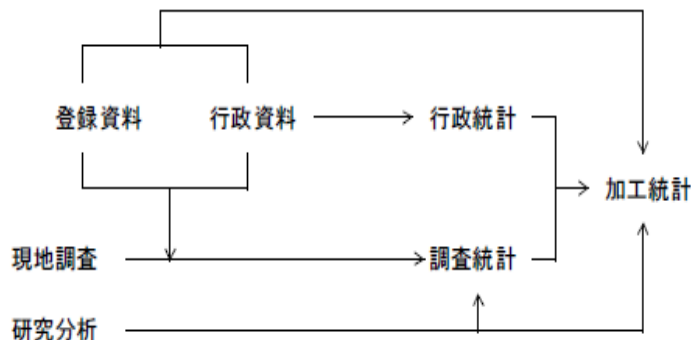 登録資料 行政資料 行政統計
加工統計
現地調査 調査統計
研究分析